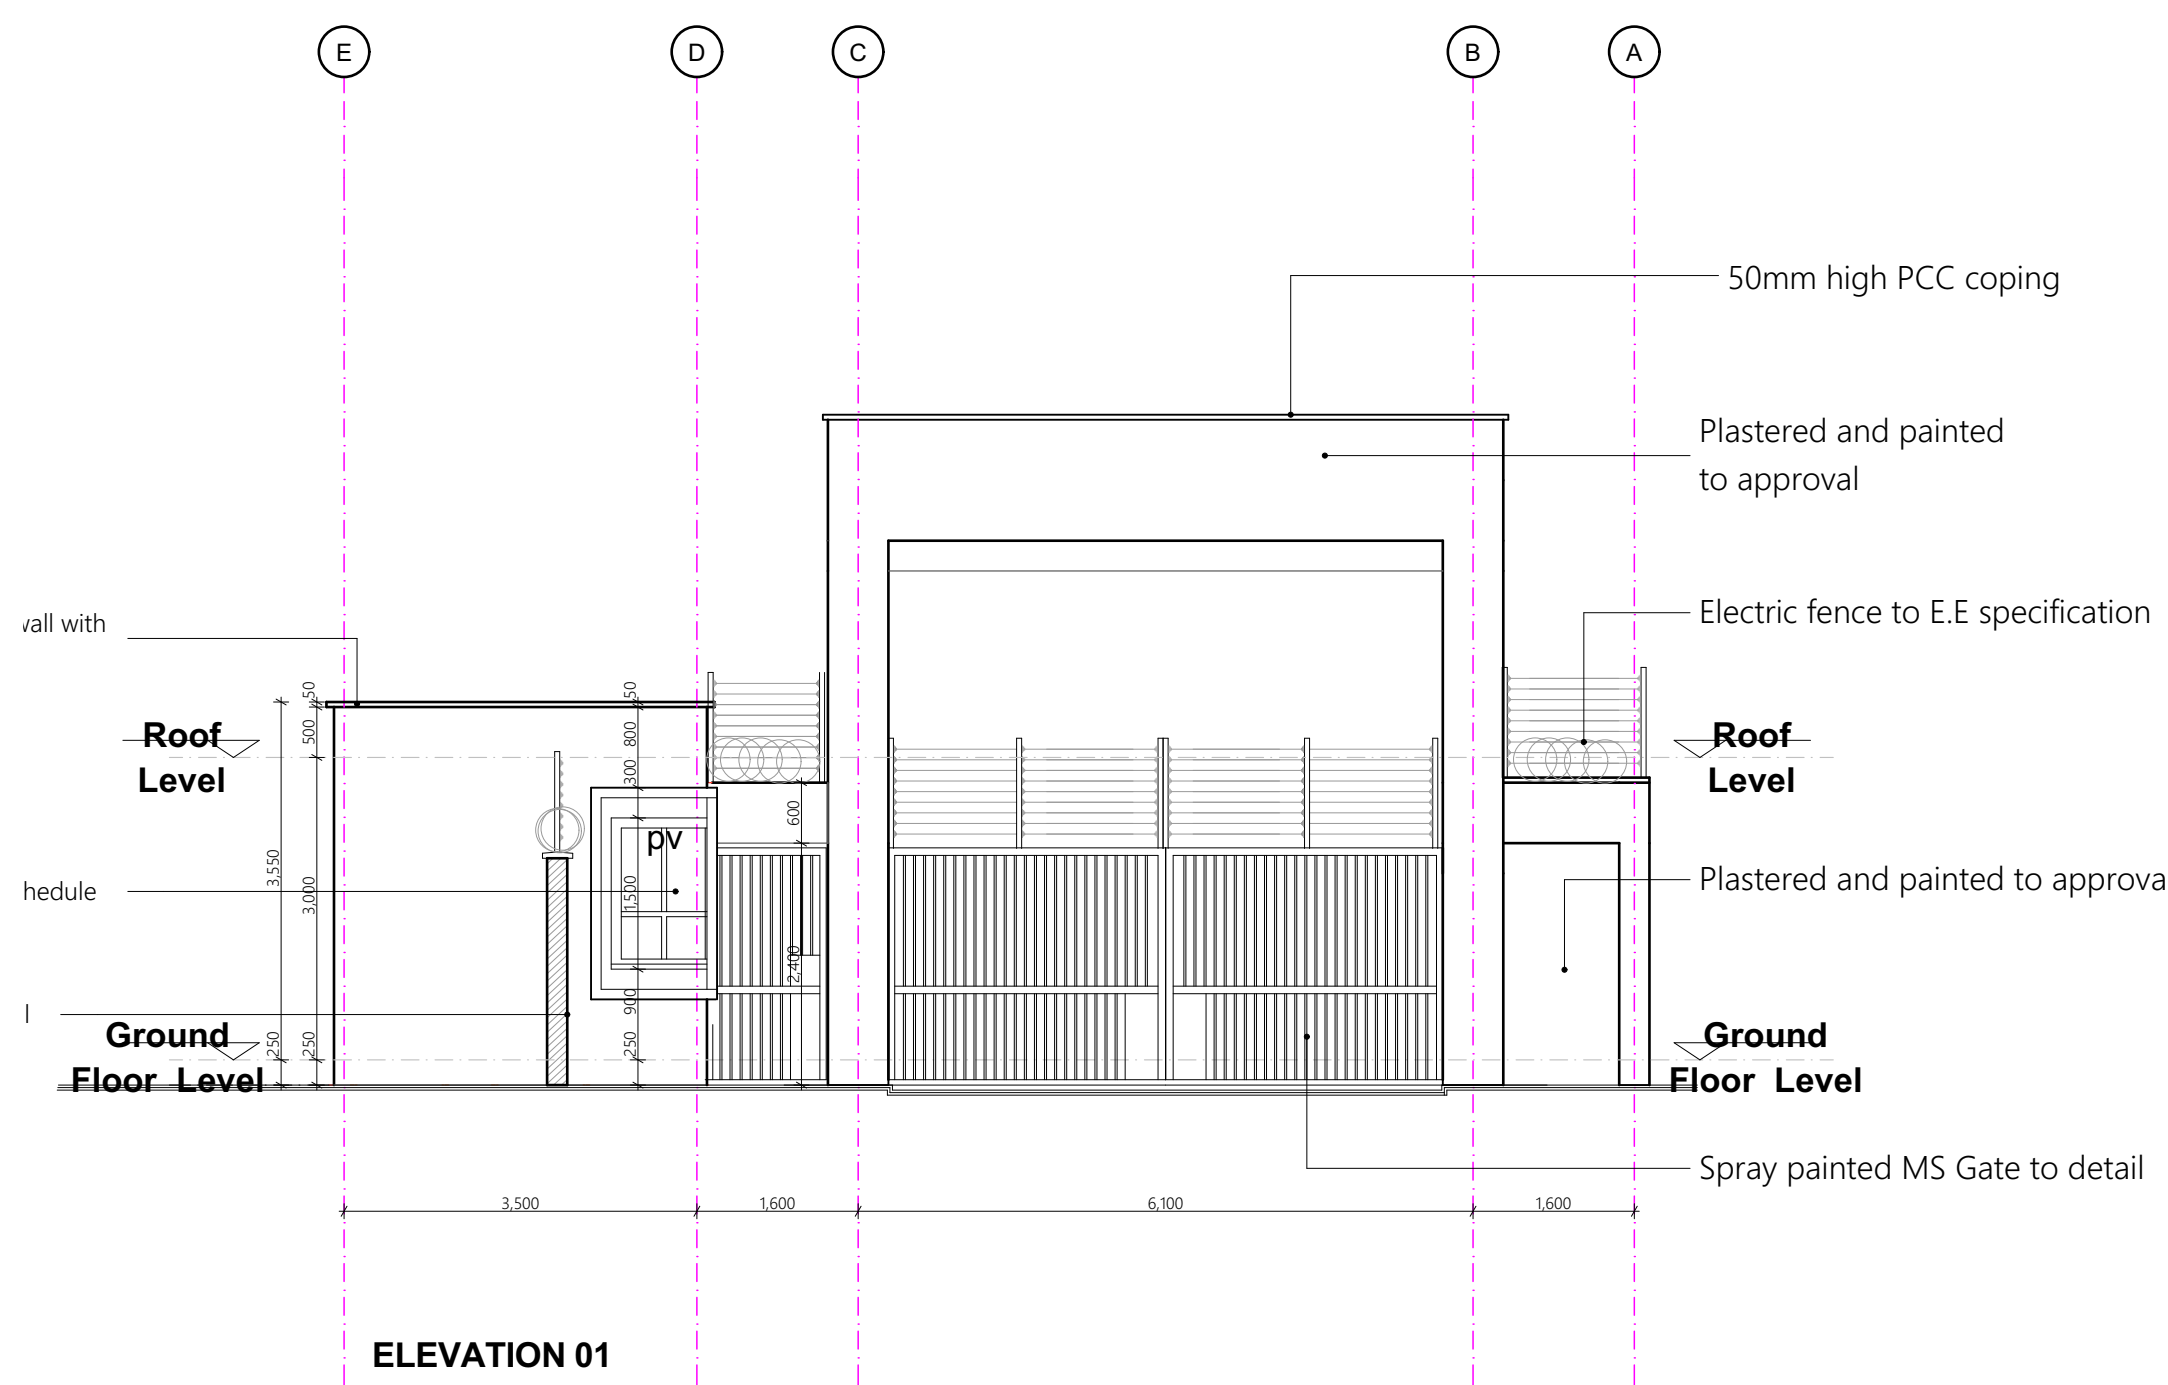 E
D
C
B
A
50mm high PCC coping
Plastered and painted
to approval
Electric fence to E.E specification
wall with
50
50
500
800
Roof
Level
Roof
Level
300
600
pv
3,550
3,000
1,500
hedule
Plastered and painted to approva
2,400
900
l
Ground
Floor Level
250
250
250
Ground
Floor Level
Spray painted MS Gate to detail
3,500
1,600
6,100
1,600
ELEVATION 01